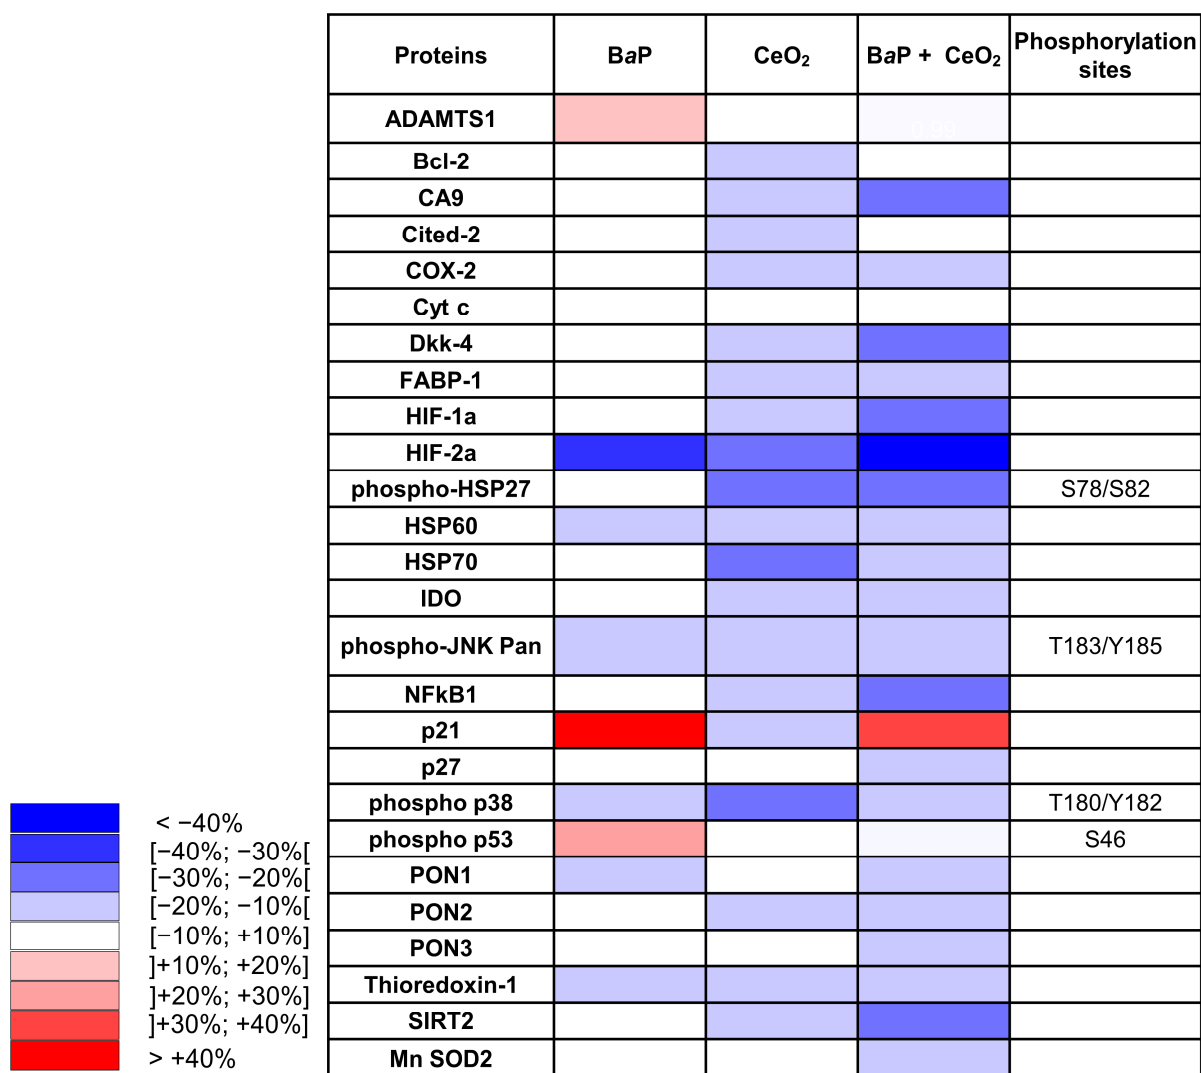 Proteins BaP CeO₂ BaP + CeO₂ Phosphorylation
sites
ADAMTS1
Bcl-2
CA9
Cited-2
COX-2
Cyt c
Dkk-4
FABP-1
HIF-1a
HIF-2a
phospho-HSP27 S78/S82
HSP60
HSP70
IDO
phospho-JNK Pan T183/Y185
NFkB1
p21
p27
phospho p38 T180/Y182
phospho p53 S46
PON1
PON2
PON3
Thioredoxin-1
SIRT2
Mn SOD2
< −40%
[−40%; −30%[
[−30%; −20%[
[−20%; −10%[
[−10%; +10%]
]+10%; +20%]
]+20%; +30%]
]+30%; +40%]
> +40%